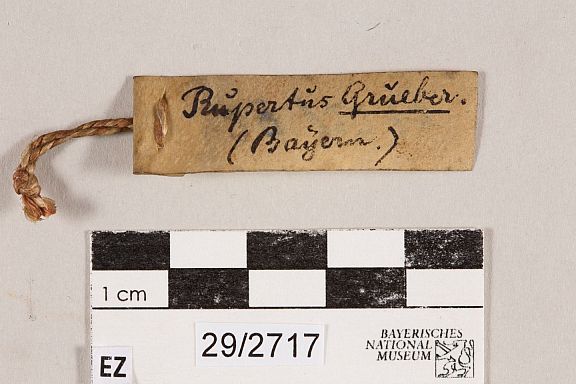 Rupertus Grueber.
(Bayern.)
1 cm
29/2717
BAYERISCHES
NATIONAL
MUSEUM
EZ